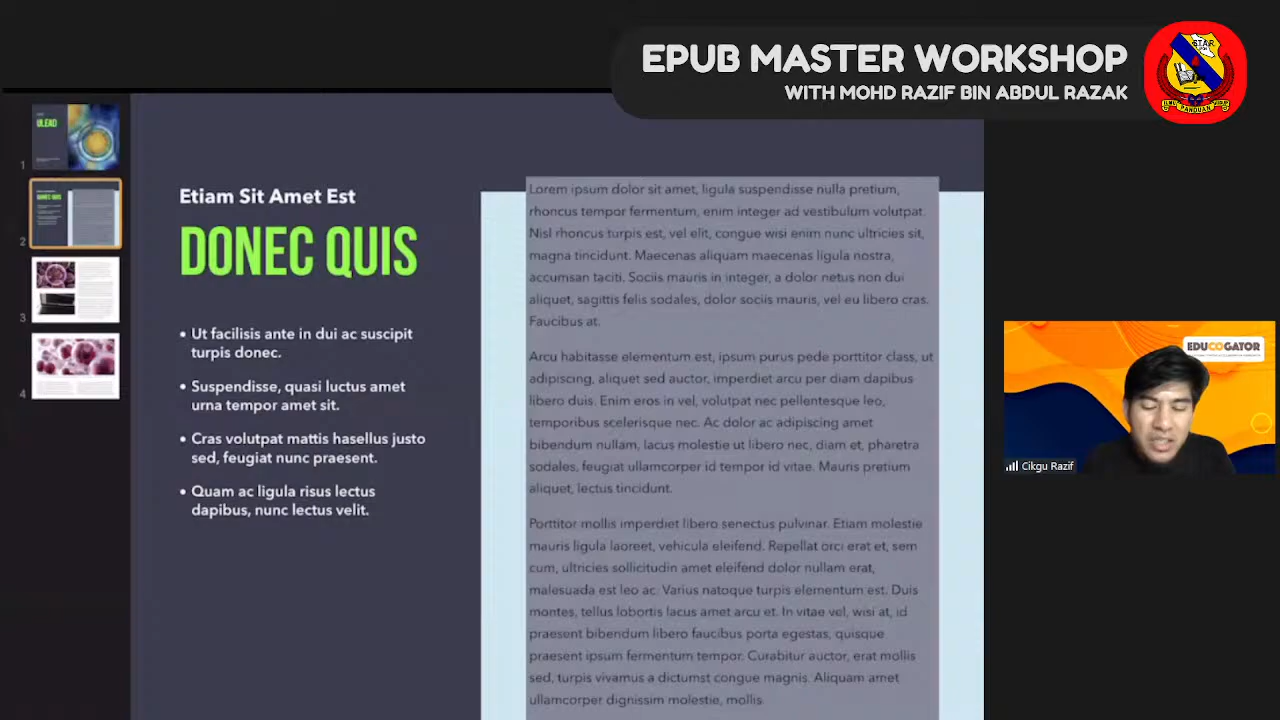 EPUB MASTER WORKSHOP
WITH MOHD RAZIF BIN ABDUL RAZAK
STAR
PANDUAN
1
2
3
4
Etiam Sit Amet Est
DONEC QUIS
• Ut facilisis ante in dui ac suscipit
turpis donec.
• Suspendisse, quasi luctus amet
urna tempor amet sit.
• Cras volutpat mattis hasellus justo
sed, feugiat nunc praesent.
• Quam ac ligula risus lectus
dapibus, nunc lectus velit.
Lorem ipsum dolor sit amet, ligula suspendisse nulla pretium,
rhoncus tempor fermentum, enim integer ad vestibulum volutpat.
Nisl rhoncus turpis est, vel elit, congue wisi enim nunc ultricies sit,
magna tincidunt. Maecenas aliquam maecenas ligula nostra,
accumsan taciti. Sociis mauris in integer, a dolor netus non dui
aliquet, sagittis felis sodales, dolor sociis mauris, vel eu libero cras.
Faucibus at.
Arcu habitasse elementum est, ipsum purus pede porttitor class, ut
adipiscing, aliquet sed auctor, imperdiet arcu per diam dapibus
libero duis. Enim eros in vel, volutpat nec pellentesque leo,
temporibus scelerisque nec. Ac dolor ac adipiscing amet
bibendum nullam, lacus molestie ut libero nec, diam et, pharetra
sodales, feugiat ullamcorper id tempor id vitae. Mauris pretium
aliquet, lectus tincidunt.
Porttitor mollis imperdiet libero senectus pulvinar. Etiam molestie
mauris ligula laoreet, vehicula eleifend. Repellat orci erat et, sem
cum, ultricies sollicitudin amet eleifend dolor nullam erat,
malesuada est leo ac. Varius natoque turpis elementum est. Duis
montes, tellus lobortis lacus amet arcu et. In vitae vel, wisi at, id
praesent bibendum libero faucibus porta egestas, quisque
praesent ipsum fermentum tempor. Curabitur auctor, erat mollis
sed, turpis vivamus a dictumst congue magnis. Aliquam amet
ullamcorper dignissim molestie, mollis.
EDUCOGATOR
Cikgu Razif